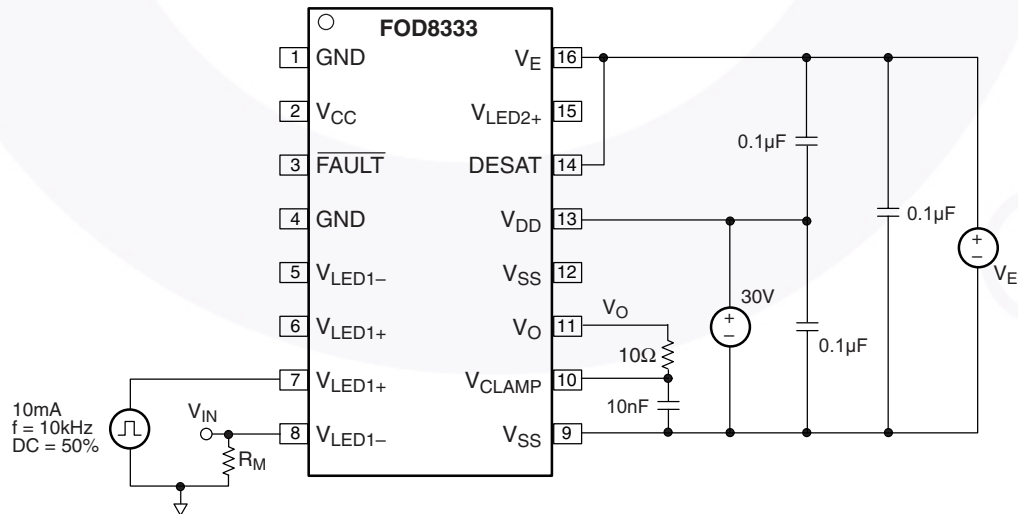 FOD8333
1 GND
2 VCC
3 FAULT
4 GND
5 VLED1–
6 VLED1+
7 VLED1+
8 VLED1–
VE 16
VLED2+ 15
DESAT 14
VDD 13
VSS 12
VO 11
VCLAMP 10
VSS 9
10mA
f = 10kHz
DC = 50%
VIN
RM
VO
10Ω
10nF
30V
0.1µF
0.1µF
0.1µF
VE